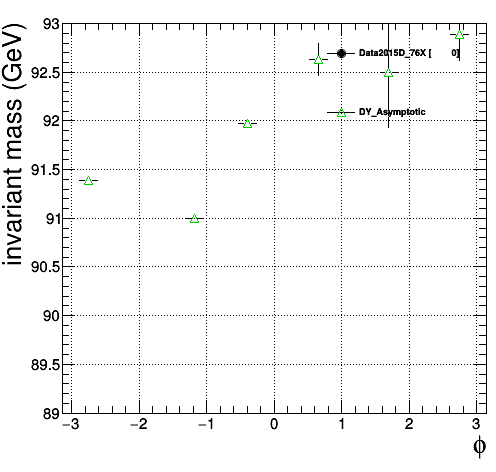 invariant mass (GeV)
93
92.5
92
91.5
91
90.5
90
89.5
89
Data2015D_76X [ 0]
DY_Asymptotic
−3 −2 −1 0 1 2 3
ϕ